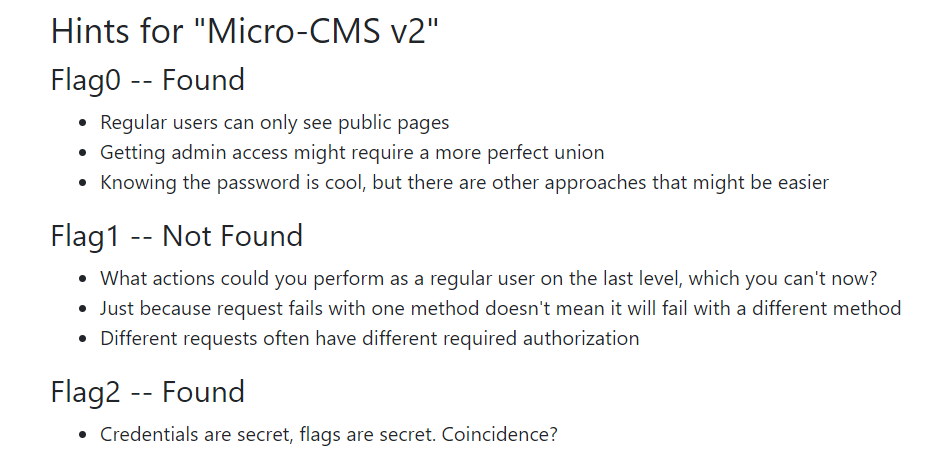 Hints for "Micro-CMS v2"
Flag0 -- Found
• Regular users can only see public pages
• Getting admin access might require a more perfect union
• Knowing the password is cool, but there are other approaches that might be easier
Flag1 -- Not Found
• What actions could you perform as a regular user on the last level, which you can't now?
• Just because request fails with one method doesn't mean it will fail with a different method
• Different requests often have different required authorization
Flag2 -- Found
• Credentials are secret, flags are secret. Coincidence?